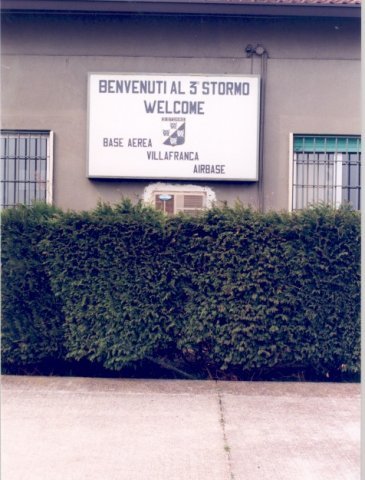 BENVENUTI AL 3° STORMO
WELCOME
BASE AEREA
VILLAFRANCA
AIRBASE